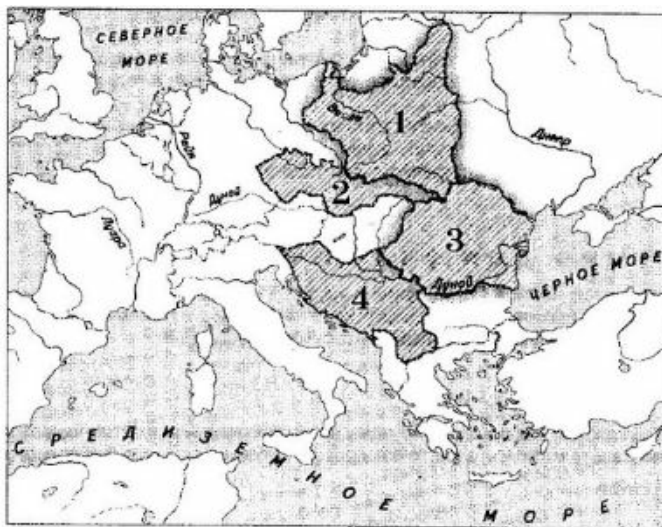 СЕВЕРНОЕ
МОРЕ
1
Днепр
Рейн
2
Дунай
3
Луара
Дунай
ЧЕРНОЕ МОРЕ
4
СРЕДИЗЕМНОЕ МОРЕ